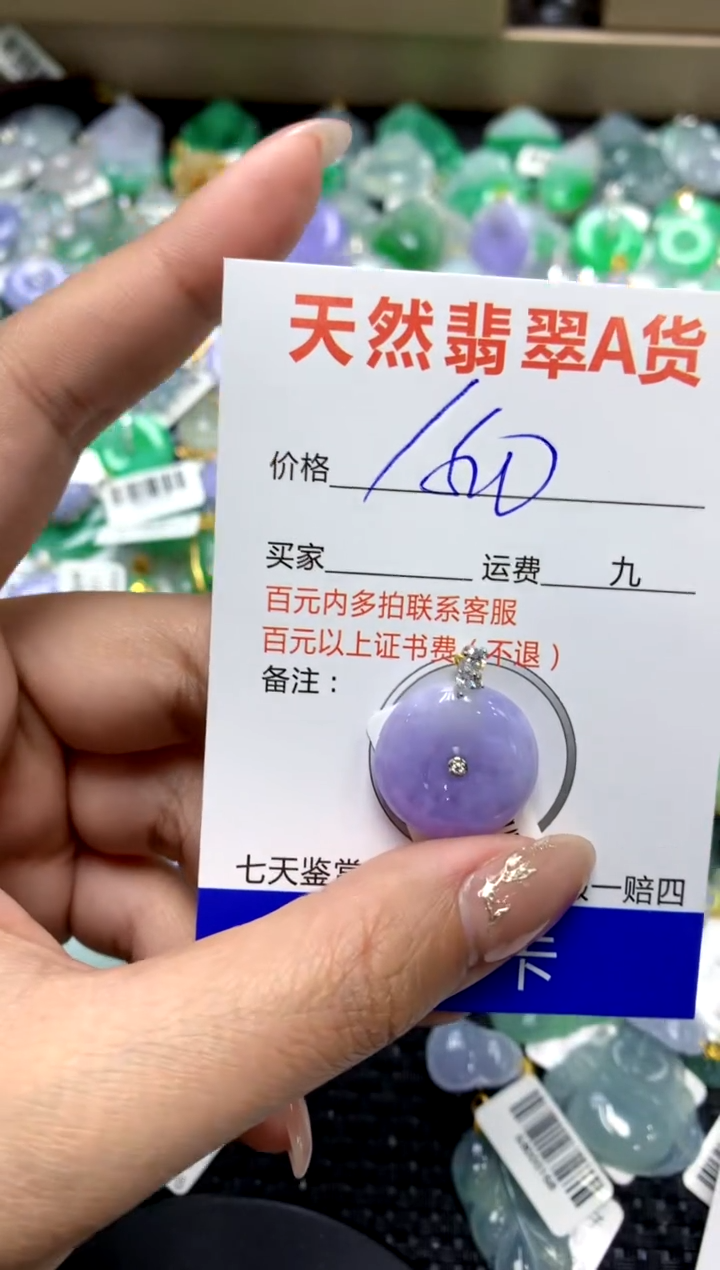 天然翡翠A货
价格 150
买家 运费 九
百元内多拍联系客服
百元以上证书费（不退）
备注：
七天鉴赏 一赔四
卡